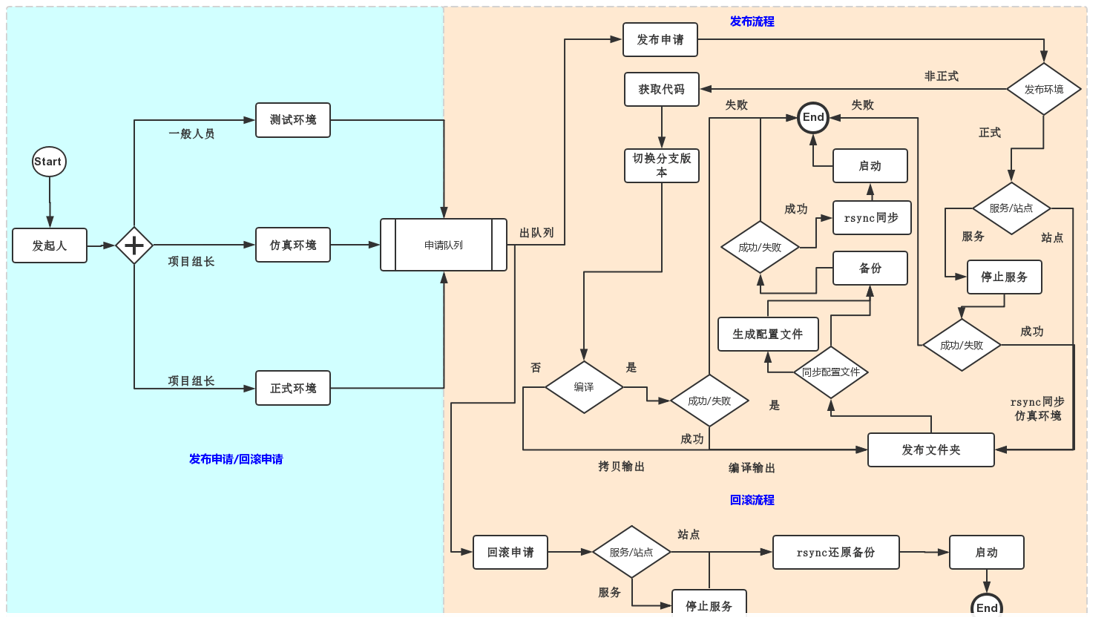 发布流程
发布申请
非正式
发布环境
获取代码
失败
End
失败
测试环境
一般人员
正式
Start
切换分支版
本
启动
成功
rsync同步
服务/站点
发起人
仿真环境
申请队列
出队列
成功/失败
服务
站点
项目组长
备份
停止服务
生成配置文件
成功
成功/失败
否
是
同步配置文件
项目组长
正式环境
编译
成功/失败
是
rsync同步
仿真环境
成功
发布文件夹
发布申请/回滚申请
拷贝输出
编译输出
回滚流程
站点
回滚申请
服务/站点
rsync还原备份
启动
服务
停止服务
End